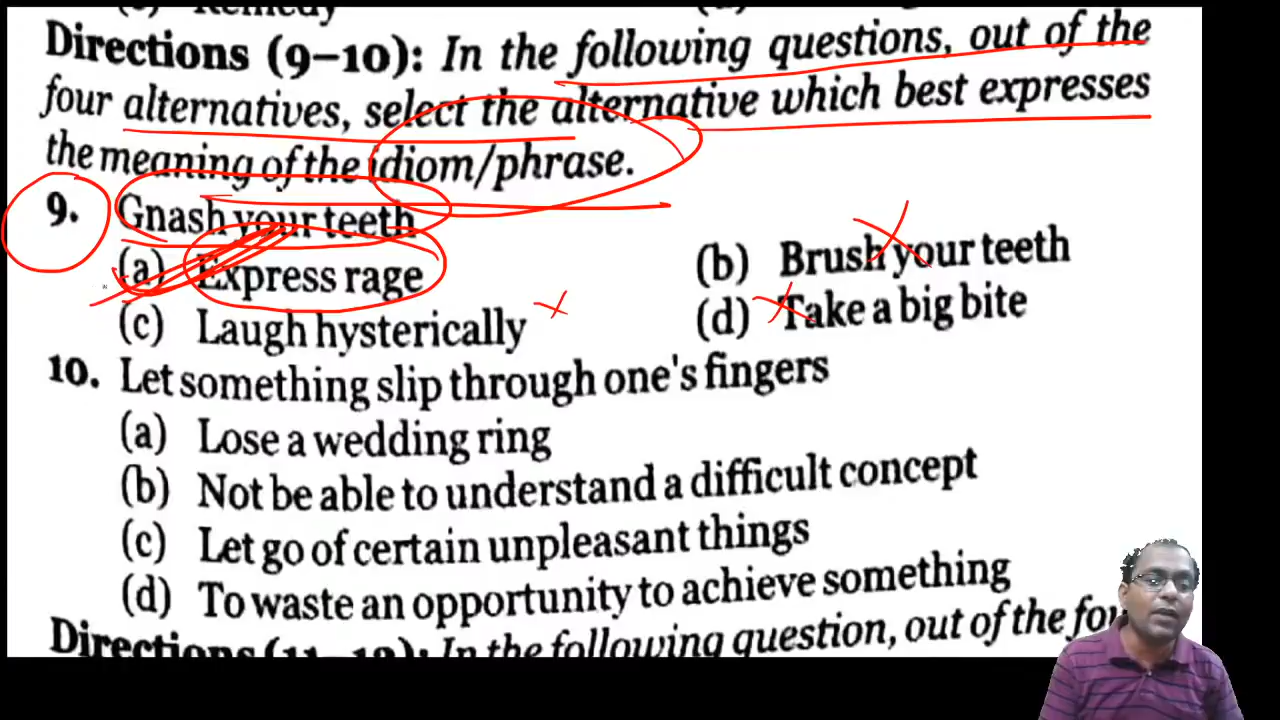 Remedy
Directions (9–10): In the following questions, out of the
four alternatives, select the alternative which best expresses
the meaning of the idiom/phrase.
9. Gnash your teeth
(a) Express rage (b) Brush your teeth
(c) Laugh hysterically (d) Take a big bite
10. Let something slip through one's fingers
(a) Lose a wedding ring
(b) Not be able to understand a difficult concept
(c) Let go of certain unpleasant things
(d) To waste an opportunity to achieve something
In the following question, out of the